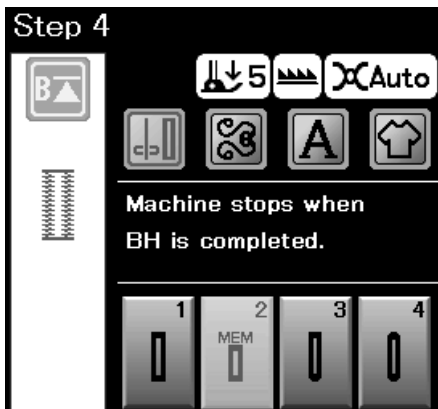 Step 4
B
5
Auto
A
Machine stops when
BH is completed.
1 2 3 4
MEM